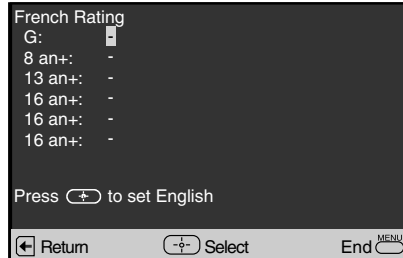 French Rating
G: -
8 an+: -
13 an+: -
16 an+: -
16 an+: -
16 an+: -
Press to set English
Return Select End MENU